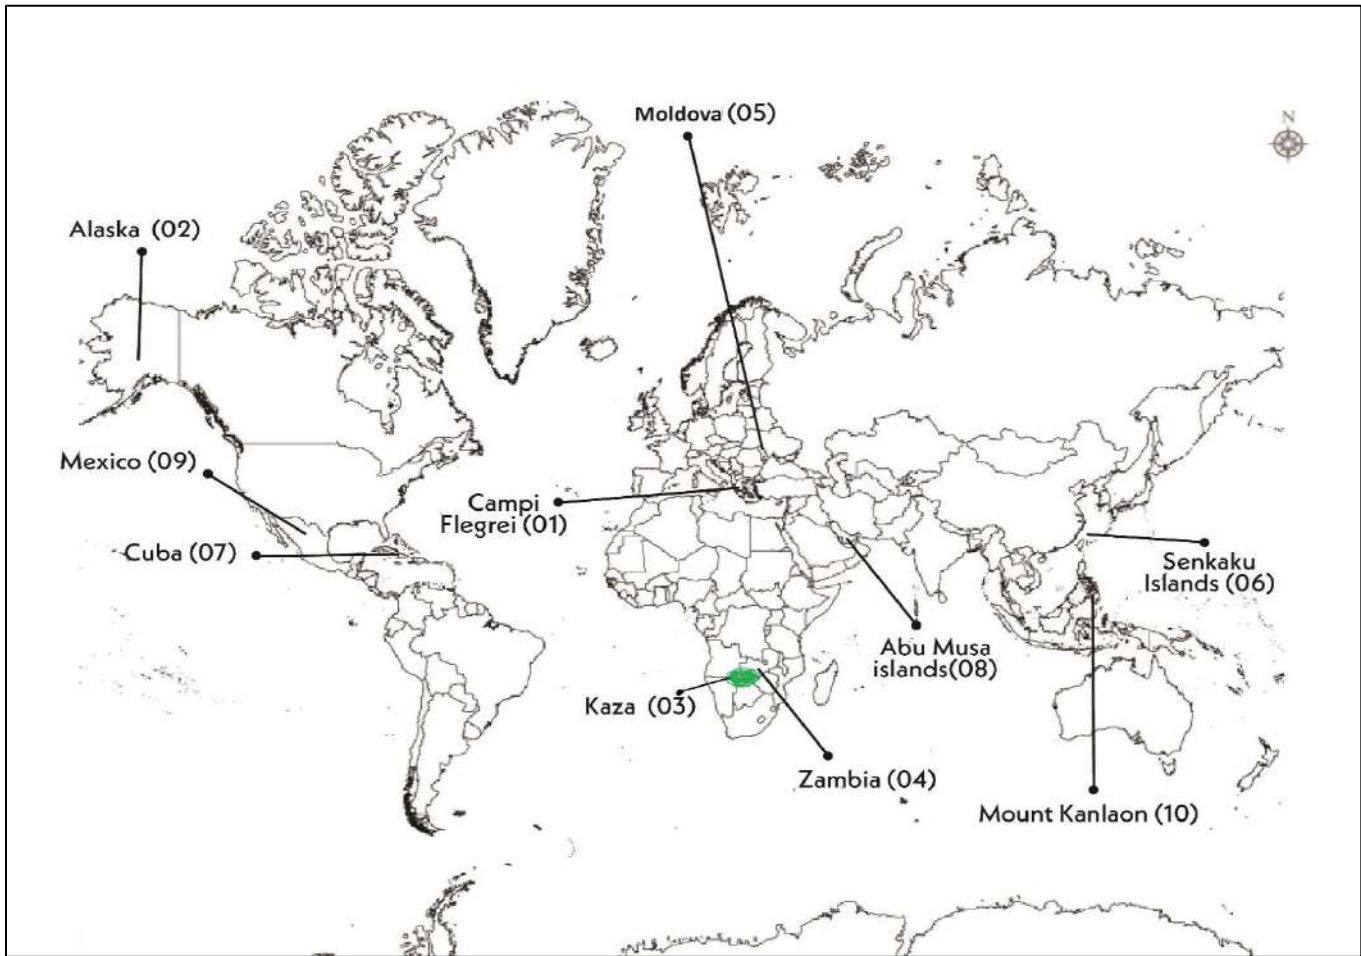 Moldova (05)
N
Alaska (02)
Mexico (09)
Campi
Flegrei (01)
Cuba (07)
Senkaku
Islands (06)
Abu Musa
islands(08)
Kaza (03)
Zambia (04)
Mount Kanlaon (10)